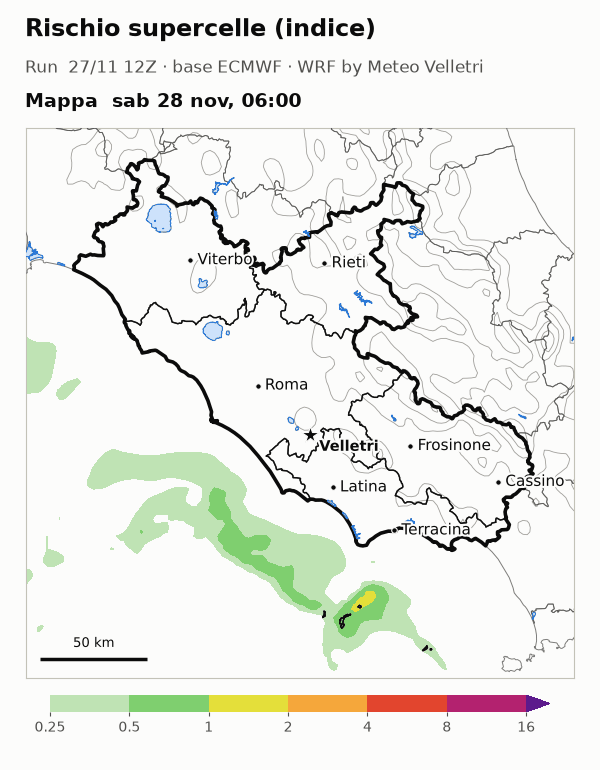 Rischio supercelle (indice)
Run 27/11 12Z · base ECMWF · WRF by Meteo Velletri
Mappa sab 28 nov, 06:00
Viterbo
Rieti
Roma
Velletri
Frosinone
Latina
Cassino
Terracina
50 km
0.25 0.5 1 2 4 8 16